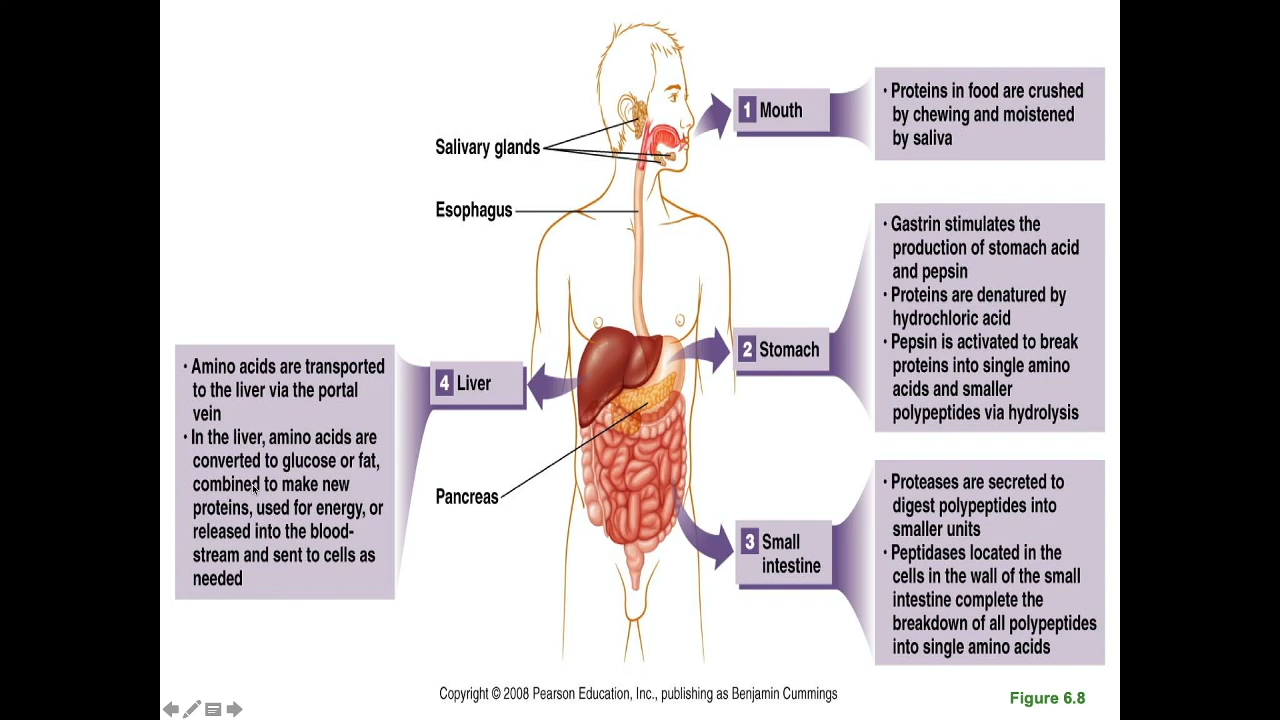 1 Mouth
• Proteins in food are crushed
by chewing and moistened
by saliva
Salivary glands
Esophagus
• Gastrin stimulates the
production of stomach acid
and pepsin
• Proteins are denatured by
hydrochloric acid
• Pepsin is activated to break
proteins into single amino
acids and smaller
polypeptides via hydrolysis
2 Stomach
4 Liver
• Amino acids are transported
to the liver via the portal
vein
• In the liver, amino acids are
converted to glucose or fat,
combined to make new
proteins, used for energy, or
released into the blood-
stream and sent to cells as
needed
Pancreas
3 Small
intestine
• Proteases are secreted to
digest polypeptides into
smaller units
• Peptidases located in the
cells in the wall of the small
intestine complete the
breakdown of all polypeptides
into single amino acids
Copyright © 2008 Pearson Education, Inc., publishing as Benjamin Cummings
Figure 6.8